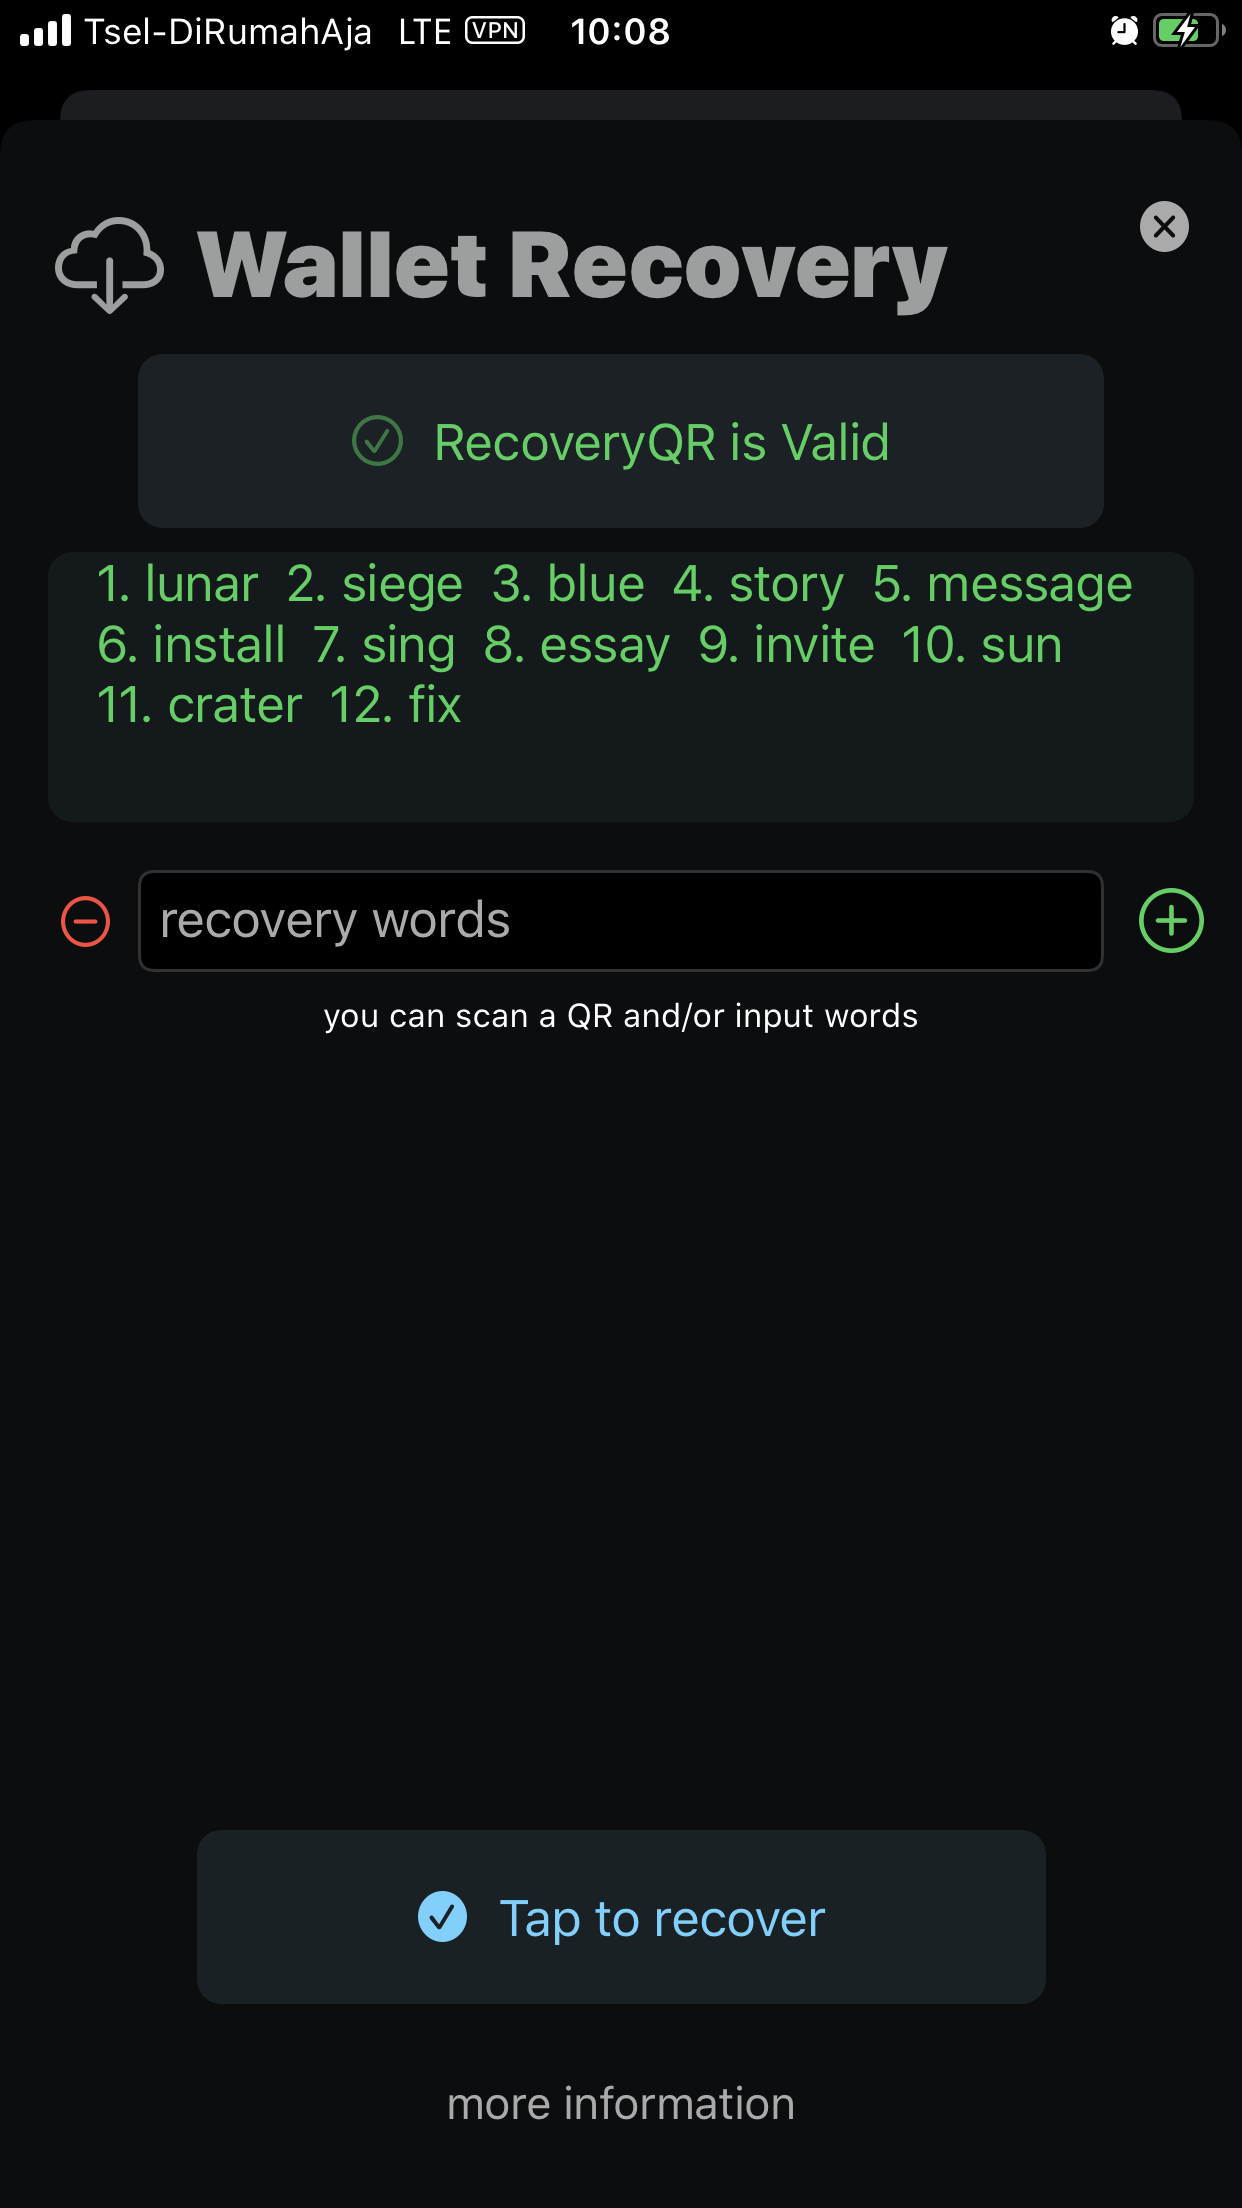 Tsel-DiRumahAja LTE VPN 10:08
Wallet Recovery
RecoveryQR is Valid
1. lunar 2. siege 3. blue 4. story 5. message
6. install 7. sing 8. essay 9. invite 10. sun
11. crater 12. fix
recovery words
you can scan a QR and/or input words
Tap to recover
more information